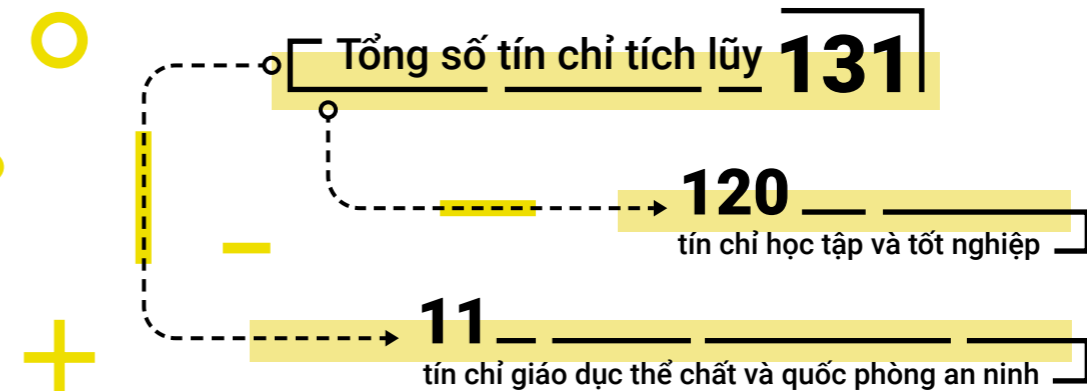 Tổng số tín chỉ tích lũy 131
120
tín chỉ học tập và tốt nghiệp
11
tín chỉ giáo dục thể chất và quốc phòng an ninh